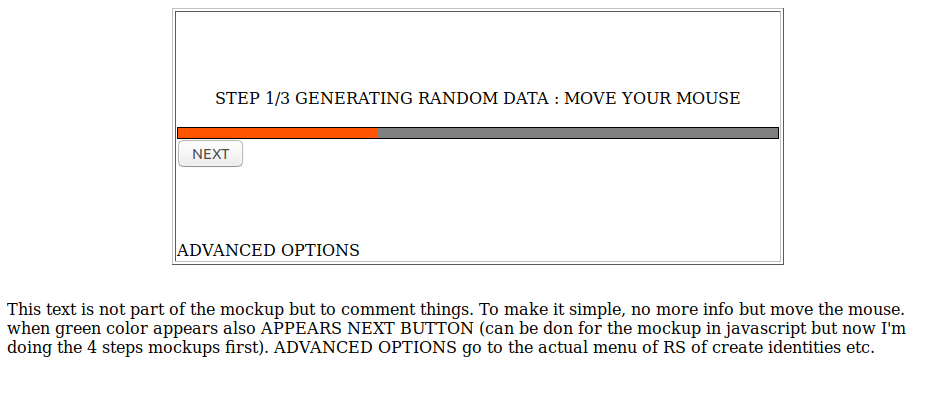 STEP 1/3 GENERATING RANDOM DATA : MOVE YOUR MOUSE
NEXT
ADVANCED OPTIONS
This text is not part of the mockup but to comment things. To make it simple, no more info but move the mouse.
when green color appears also APPEARS NEXT BUTTON (can be don for the mockup in javascript but now I'm
doing the 4 steps mockups first). ADVANCED OPTIONS go to the actual menu of RS of create identities etc.